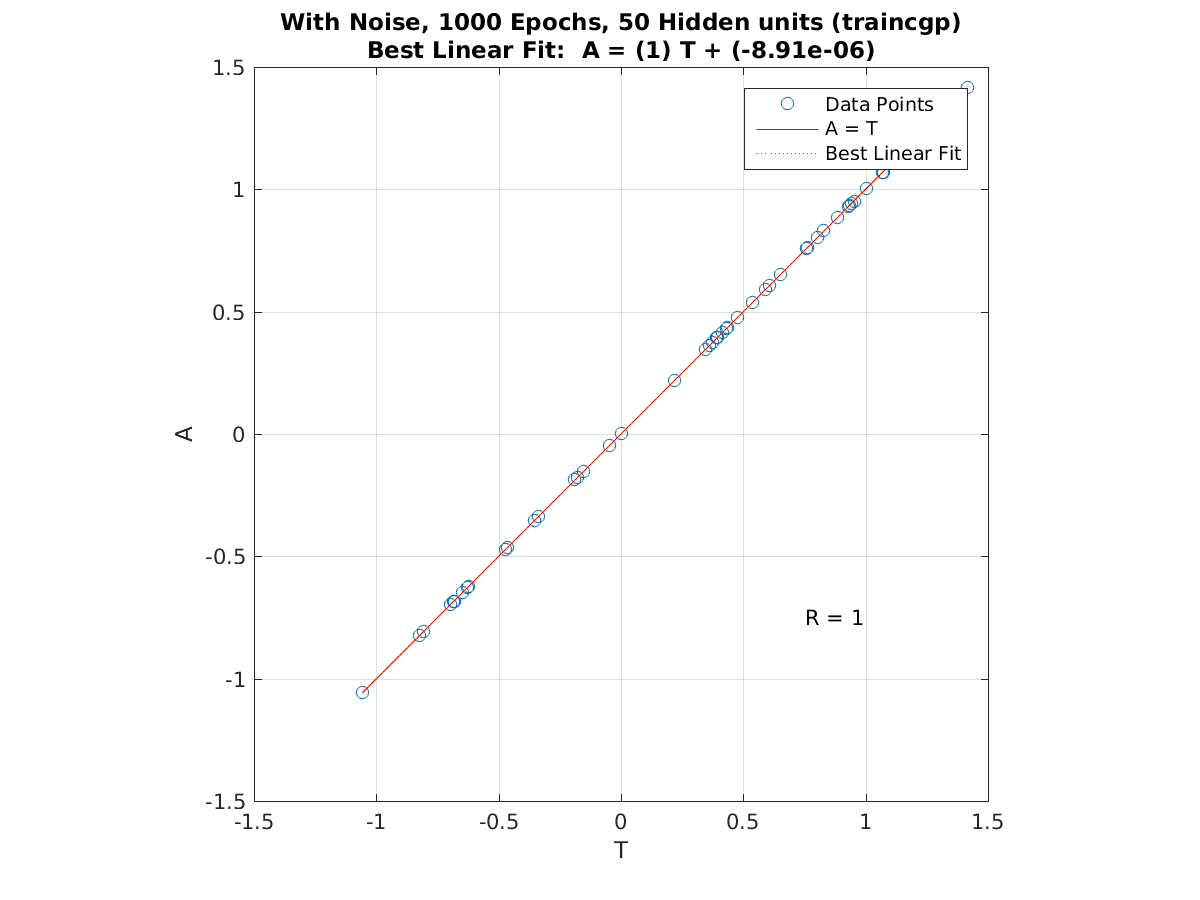 With Noise, 1000 Epochs, 50 Hidden units (traincgp)
Best Linear Fit:  A = (1) T + (-8.91e-06)
1.5
Data Points
A = T
Best Linear Fit
1
0.5
A
0
-0.5
R = 1
-1
-1.5
-1.5 -1 -0.5 0 0.5 1 1.5
T